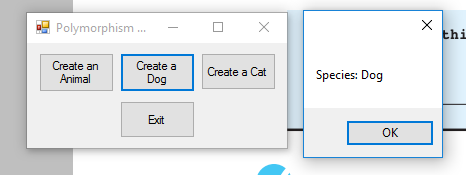 Polymorphism ...
Create an
Animal
Create a
Dog
Create a Cat
Exit
Species: Dog
OK
thi